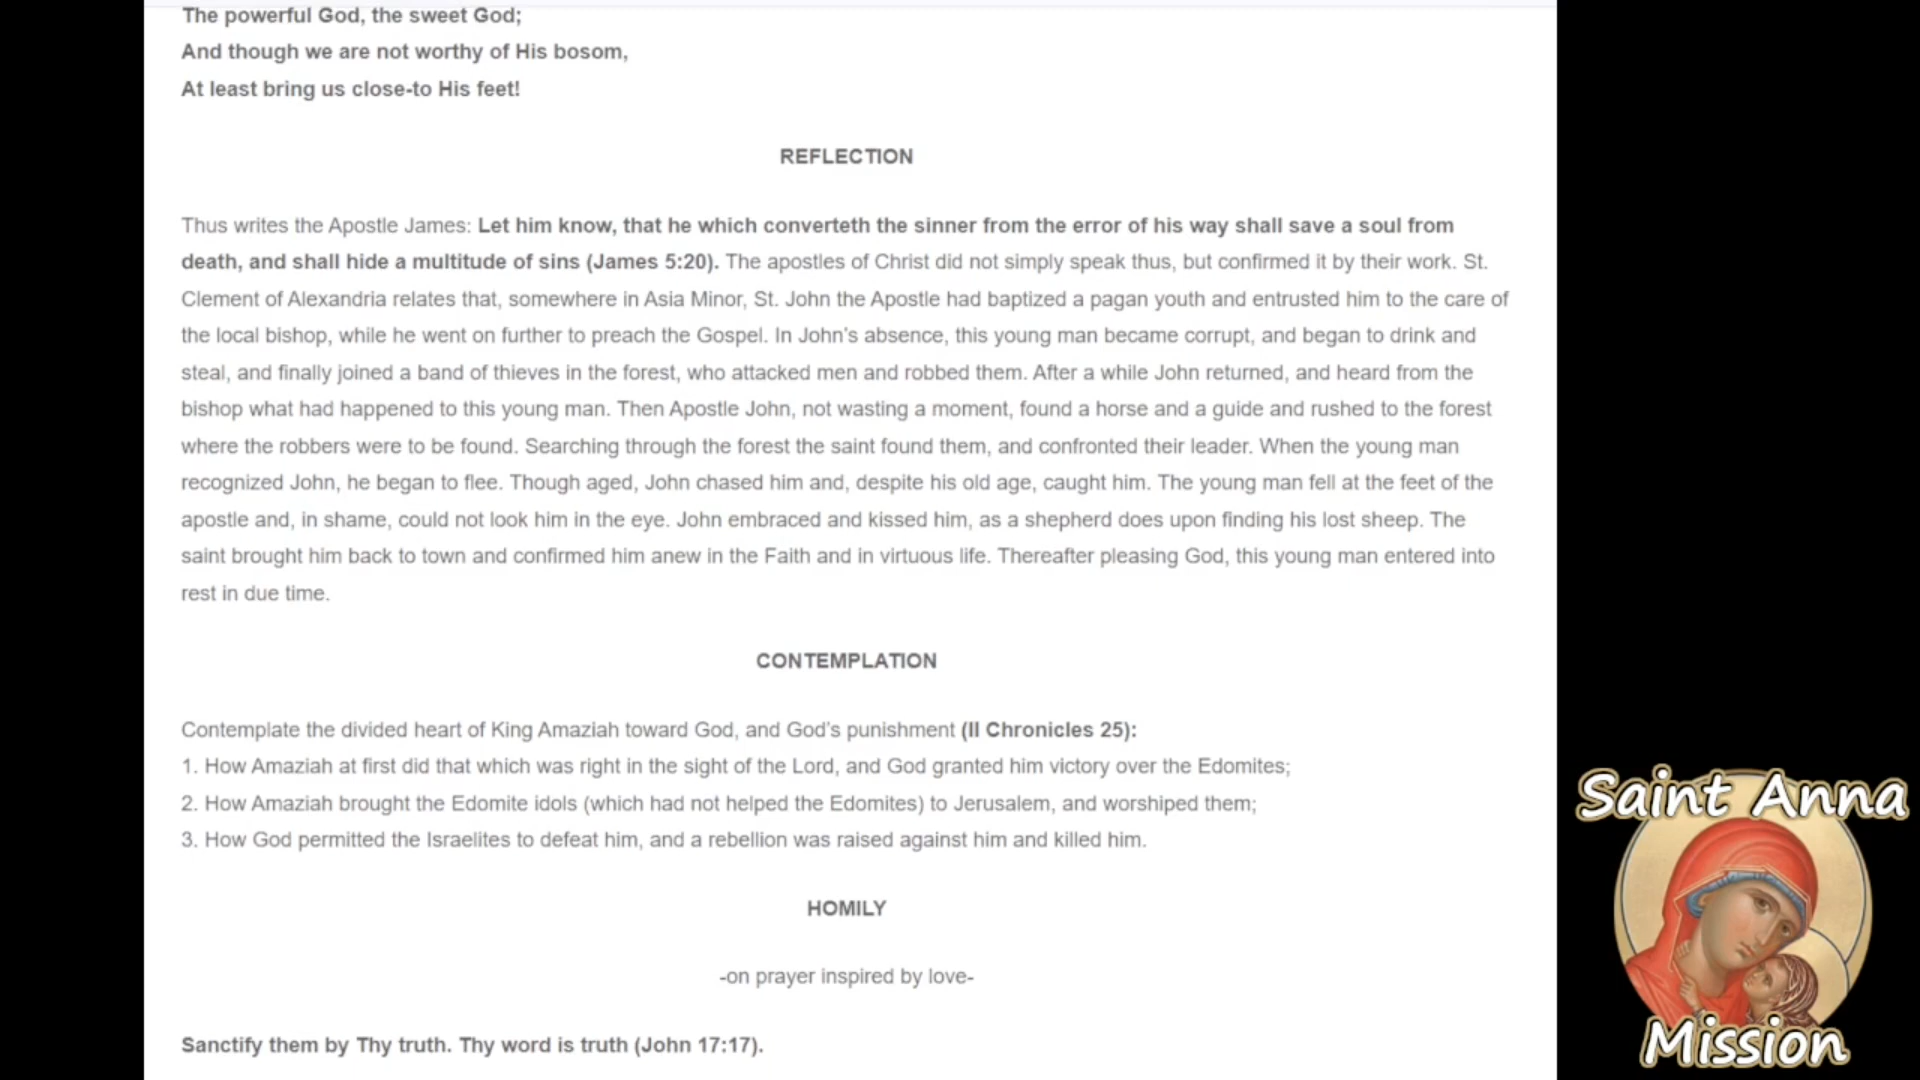 The powerful God, the sweet God;
And though we are not worthy of His bosom,
At least bring us close-to His feet!
REFLECTION
Thus writes the Apostle James: Let him know, that he which converteth the sinner from the error of his way shall save a soul from
death, and shall hide a multitude of sins (James 5:20). The apostles of Christ did not simply speak thus, but confirmed it by their work. St.
Clement of Alexandria relates that, somewhere in Asia Minor, St. John the Apostle had baptized a pagan youth and entrusted him to the care of
the local bishop, while he went on further to preach the Gospel. In John's absence, this young man became corrupt, and began to drink and
steal, and finally joined a band of thieves in the forest, who attacked men and robbed them. After a while John returned, and heard from the
bishop what had happened to this young man. Then Apostle John, not wasting a moment, found a horse and a guide and rushed to the forest
where the robbers were to be found. Searching through the forest the saint found them, and confronted their leader. When the young man
recognized John, he began to flee. Though aged, John chased him and, despite his old age, caught him. The young man fell at the feet of the
apostle and, in shame, could not look him in the eye. John embraced and kissed him, as a shepherd does upon finding his lost sheep. The
saint brought him back to town and confirmed him anew in the Faith and in virtuous life. Thereafter pleasing God, this young man entered into
rest in due time.
CONTEMPLATION
Contemplate the divided heart of King Amaziah toward God, and God's punishment (II Chronicles 25):
1. How Amaziah at first did that which was right in the sight of the Lord, and God granted him victory over the Edomites;
2. How Amaziah brought the Edomite idols (which had not helped the Edomites) to Jerusalem, and worshiped them;
3. How God permitted the Israelites to defeat him, and a rebellion was raised against him and killed him.
HOMILY
-on prayer inspired by love-
Sanctify them by Thy truth. Thy word is truth (John 17:17).
Saint Anna
Mission